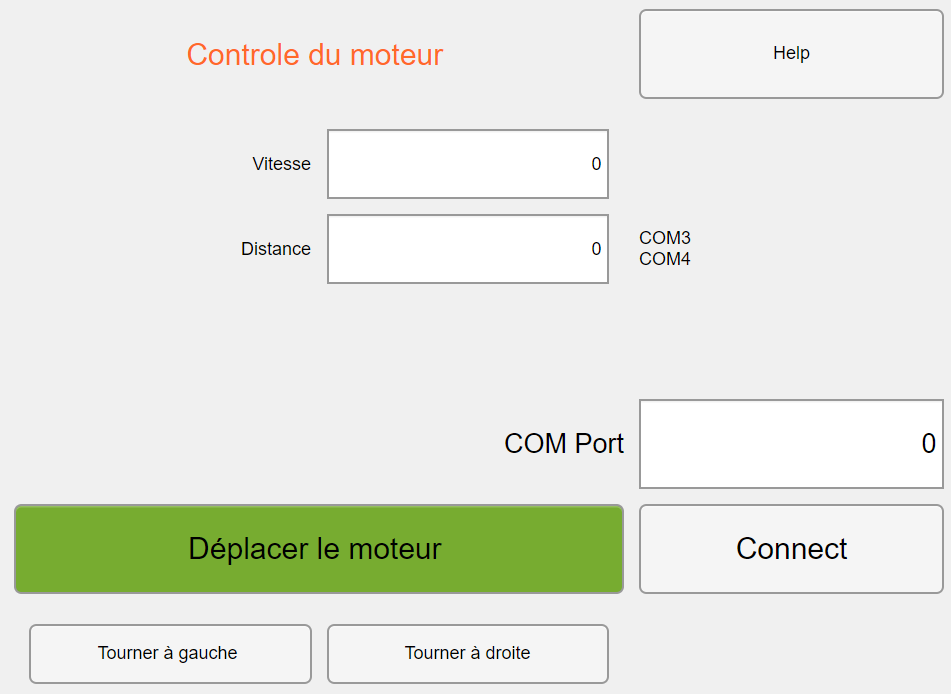 Controle du moteur
Help
Vitesse
0
Distance
0
COM3
COM4
COM Port
0
Déplacer le moteur
Connect
Tourner à gauche
Tourner à droite